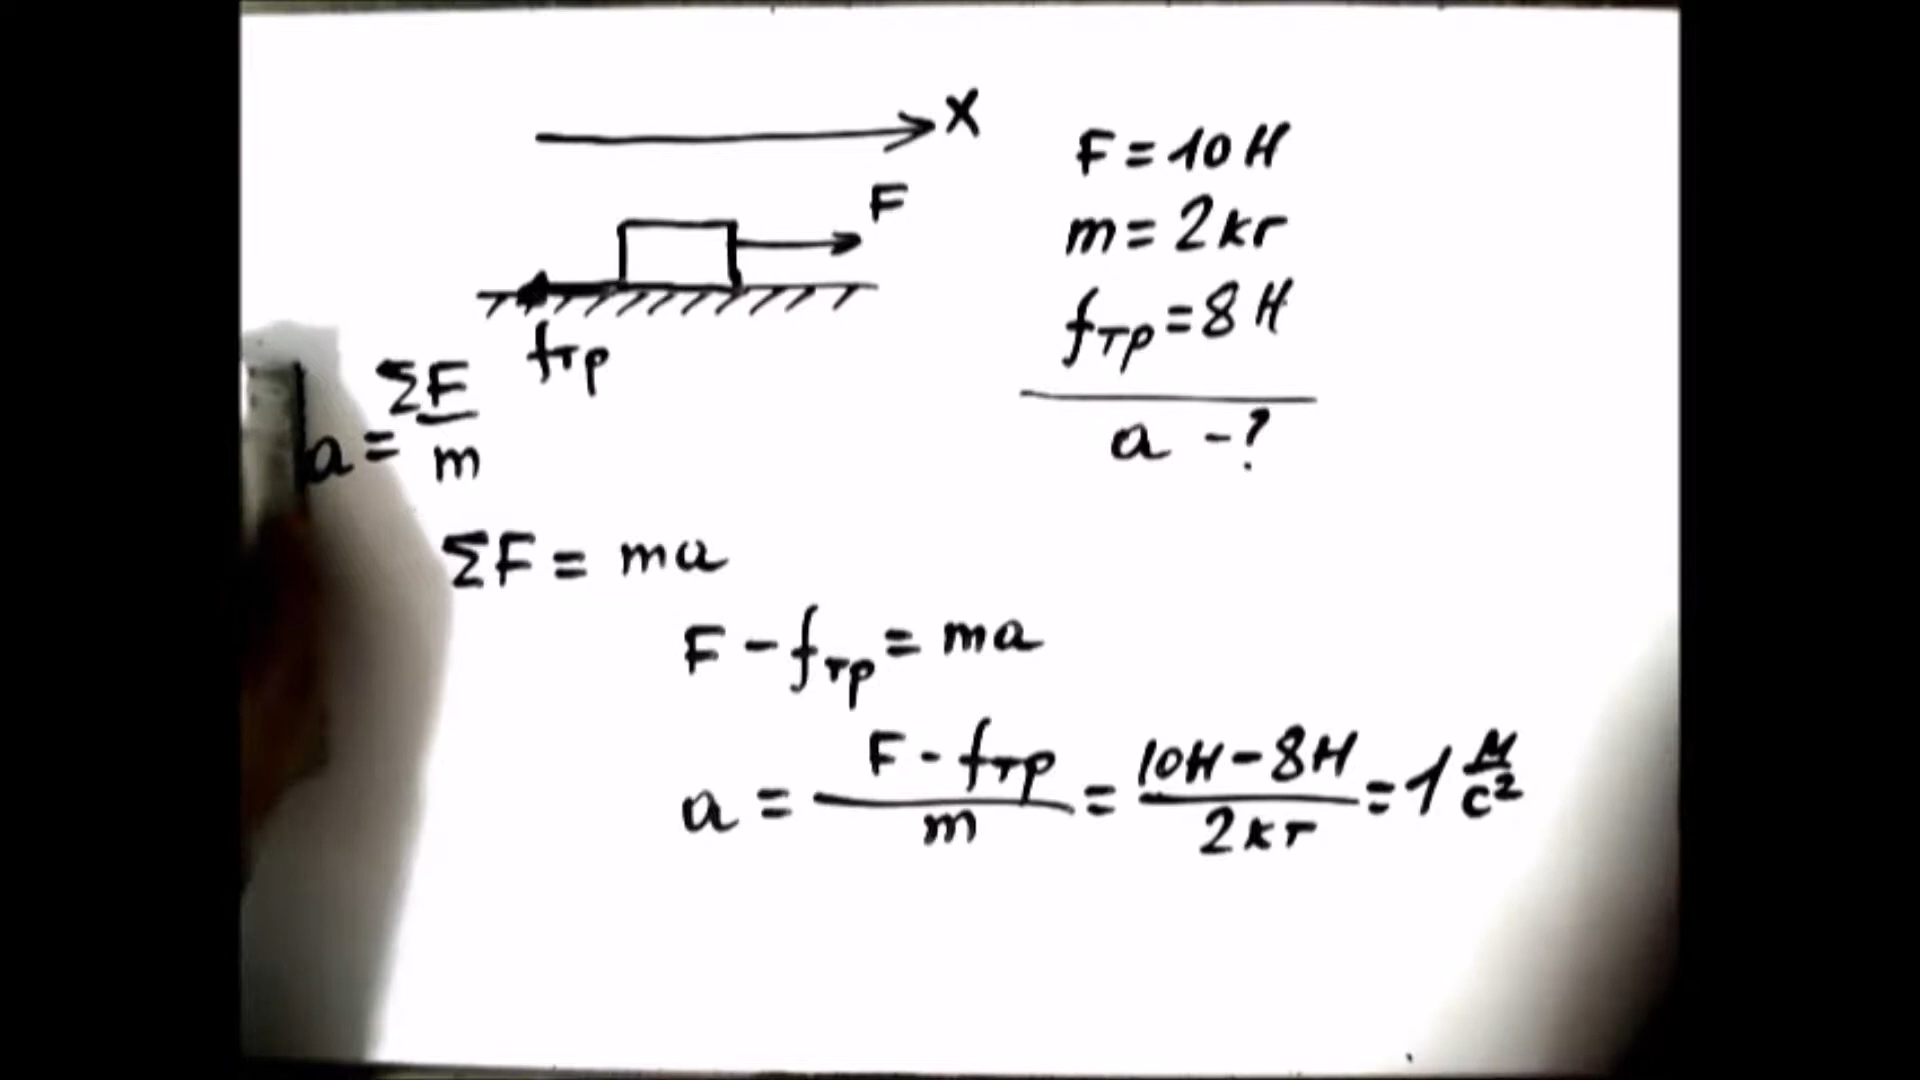 X
F
fтр
F = 10 Н
m = 2 кг
fтр = 8 Н
a - ?
a = ΣF/m
ΣF = ma
F - fтр = ma
a = (F - fтр)/m = (10Н - 8Н)/2кг = 1 м/с²